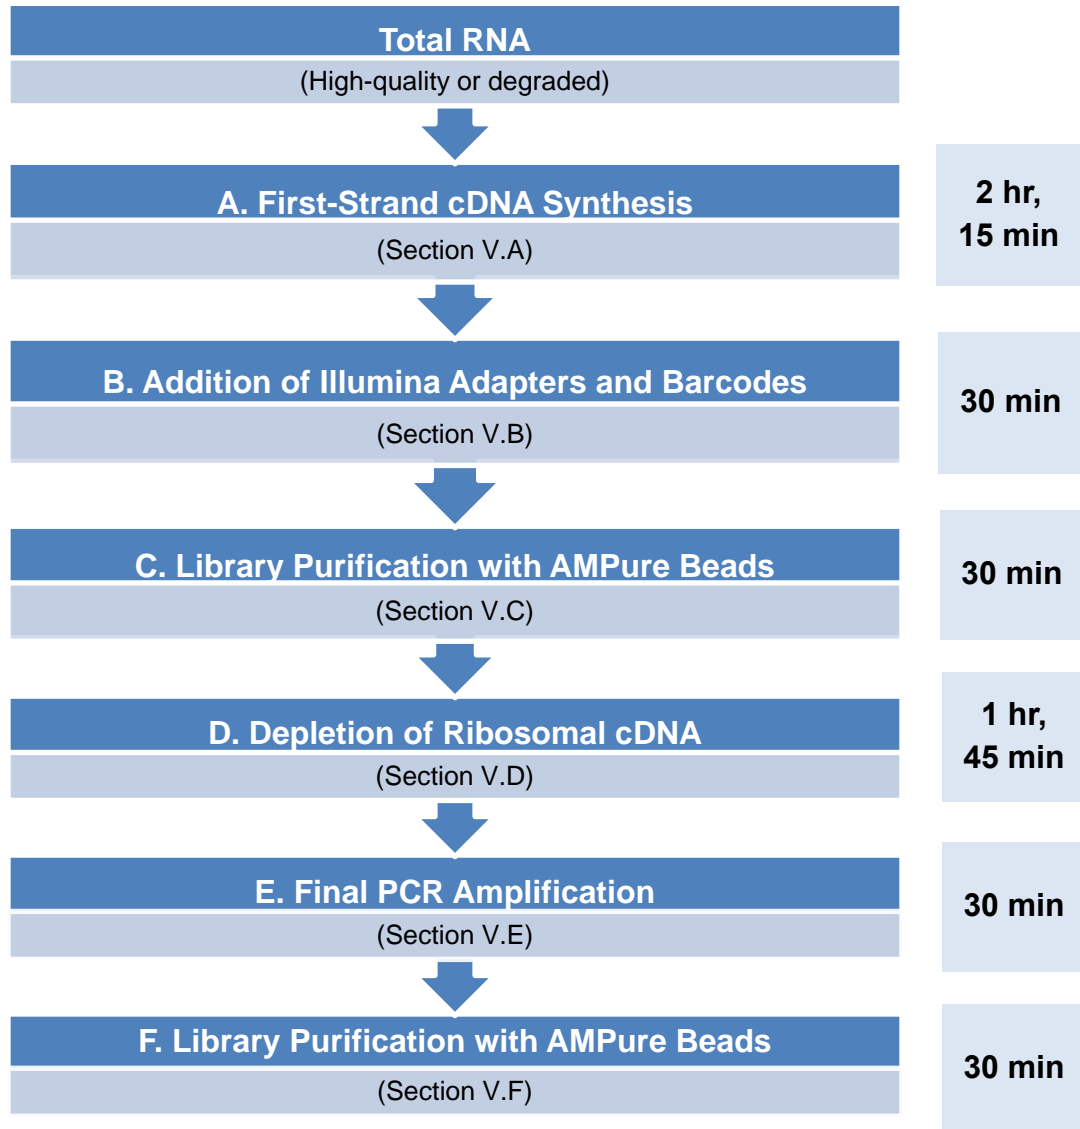 Total RNA
(High-quality or degraded)
A. First-Strand cDNA Synthesis
(Section V.A)
2 hr,
15 min
B. Addition of Illumina Adapters and Barcodes
(Section V.B)
30 min
C. Library Purification with AMPure Beads
(Section V.C)
30 min
D. Depletion of Ribosomal cDNA
(Section V.D)
1 hr,
45 min
E. Final PCR Amplification
(Section V.E)
30 min
F. Library Purification with AMPure Beads
(Section V.F)
30 min